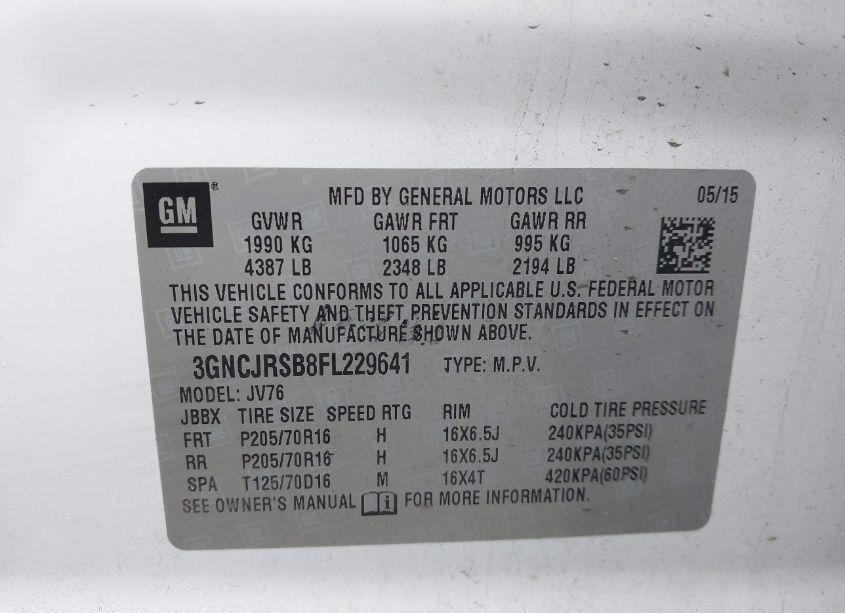 GM ® MFD BY GENERAL MOTORS LLC 05/15
GVWR GAWR FRT GAWR RR
1990 KG 1065 KG 995 KG
4387 LB 2348 LB 2194 LB
THIS VEHICLE CONFORMS TO ALL APPLICABLE U.S. FEDERAL MOTOR
VEHICLE SAFETY AND THEFT PREVENTION STANDARDS IN EFFECT ON
THE DATE OF MANUFACTURE SHOWN ABOVE.
3GNCJRSB8FL229641 TYPE: M.P.V.
MODEL: JV76
JBBX TIRE SIZE SPEED RTG RIM COLD TIRE PRESSURE
FRT P205/70R16 H 16X6.5J 240KPA(35PSI)
RR P205/70R16 H 16X6.5J 240KPA(35PSI)
SPA T125/70D16 M 16X4T 420KPA(60PSI)
SEE OWNER'S MANUAL FOR MORE INFORMATION.